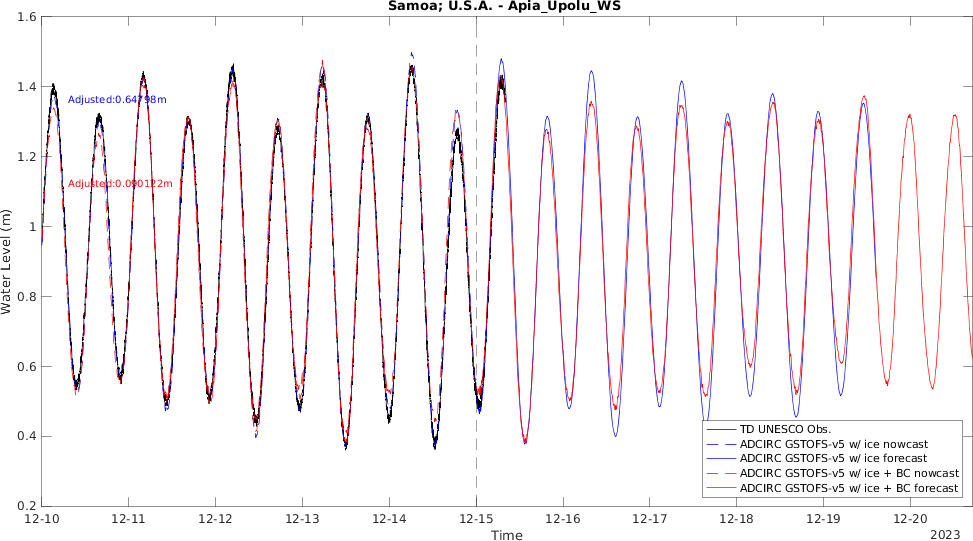 Samoa; U.S.A. - Apia_Upolu_WS
1.6
1.4
1.2
1
0.8
0.6
0.4
0.2
Water Level (m)
Adjusted:0.64798m
Adjusted:0.090122m
TD UNESCO Obs.
ADCIRC GSTOFS-v5 w/ ice nowcast
ADCIRC GSTOFS-v5 w/ ice forecast
ADCIRC GSTOFS-v5 w/ ice + BC nowcast
ADCIRC GSTOFS-v5 w/ ice + BC forecast
12-10 12-11 12-12 12-13 12-14 12-15 12-16 12-17 12-18 12-19 12-20
Time
2023